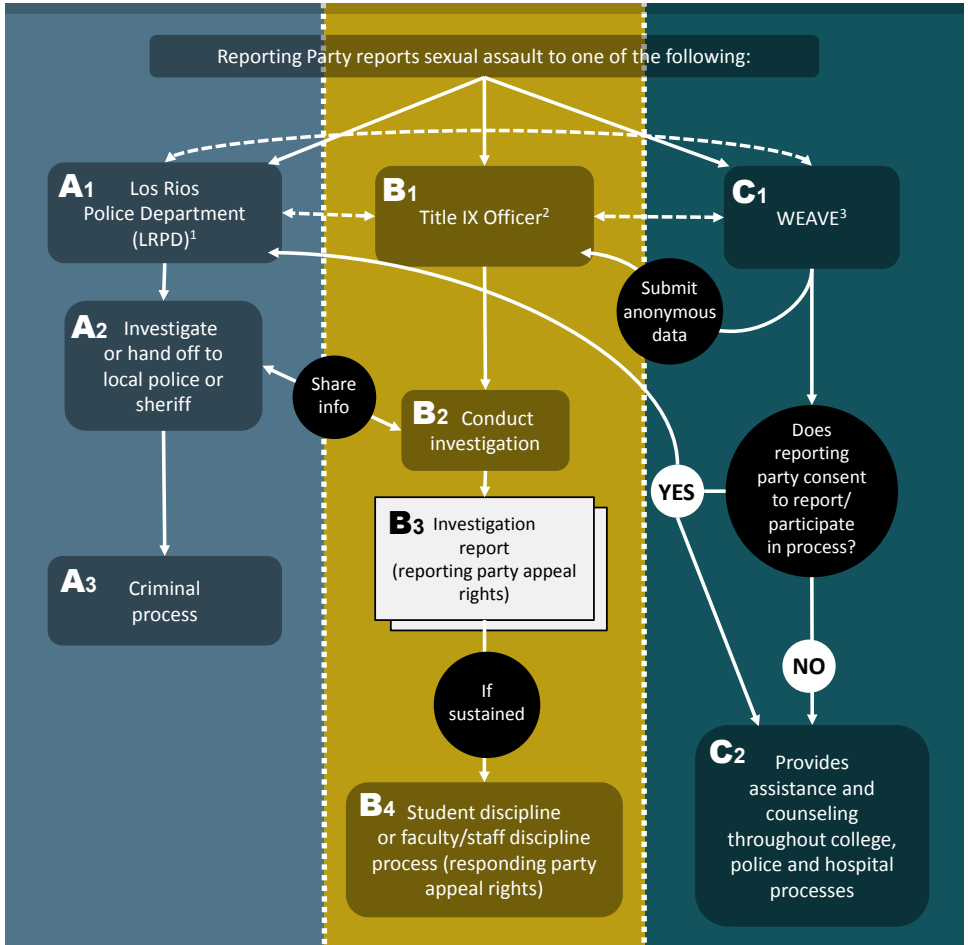 Reporting Party reports sexual assault to one of the following:
A1
Los Rios
Police Department
(LRPD)1
B1
Title IX Officer2
C1
WEAVE3
Submit
anonymous
data
A2
Investigate
or hand off to
local police or
sheriff
Share
info
B2 Conduct
investigation
Does
reporting
party consent
to report/
participate
in process?
YES
B3 Investigation
report
(reporting party appeal
rights)
A3
Criminal
process
NO
If
sustained
C2 Provides
assistance and
counseling
throughout college,
police and hospital
processes
B4 Student discipline
or faculty/staff discipline
process (responding party
appeal rights)